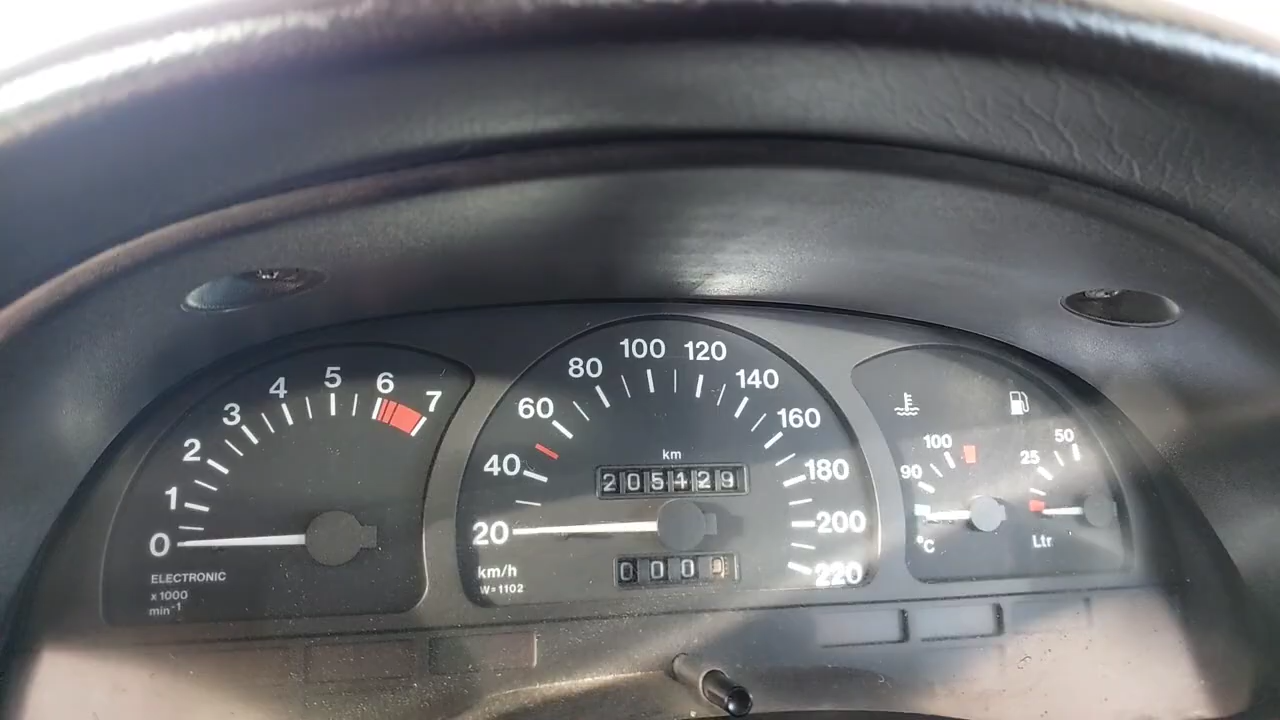 0 1 2 3 4 5 6 7
ELECTRONIC
x 1000
min-1
20 40 60 80 100 120 140 160 180 200 220
km
205429
km/h
W=1102
000
90 100
°C
25 50
Ltr